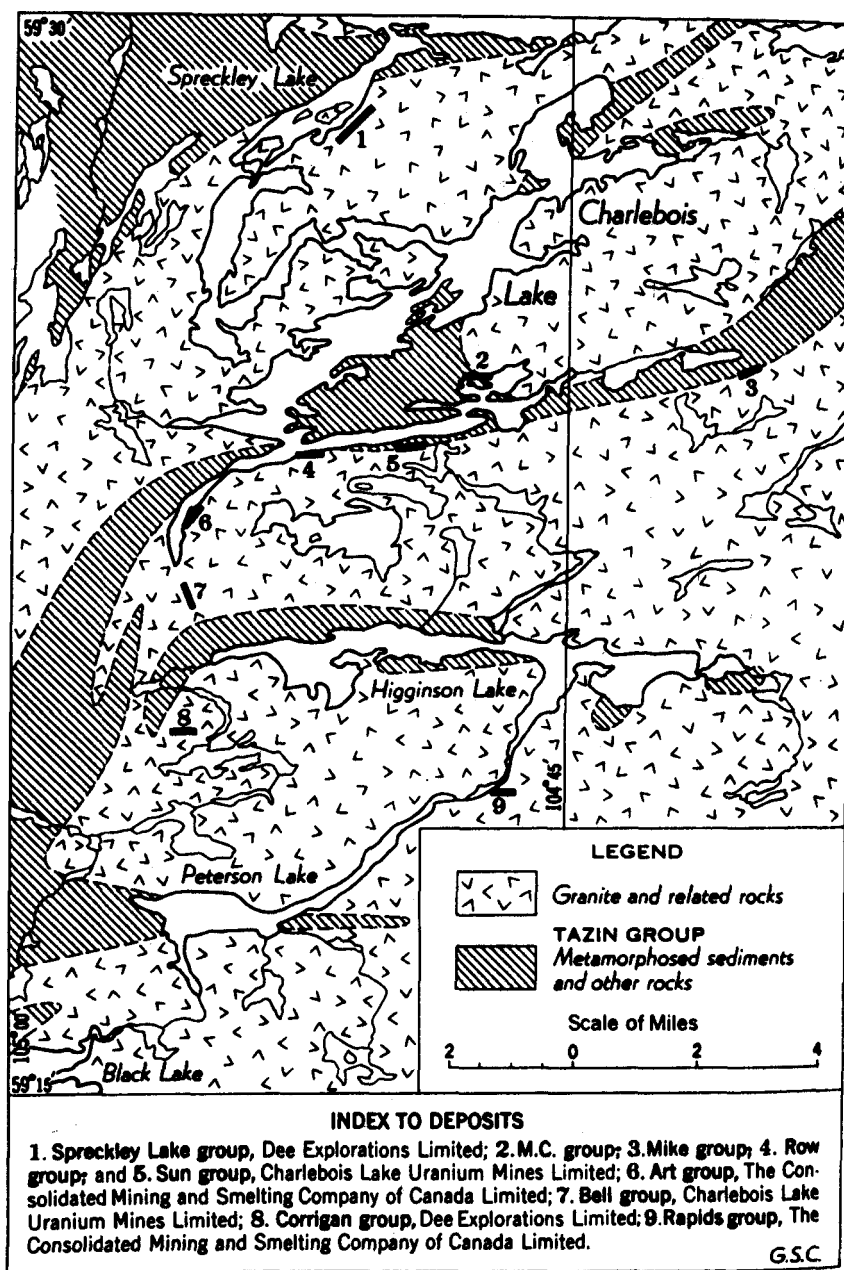 59° 30'
Spreckley Lake
1
Charlebois
Lake
2
3
4
5
6
7
Higginson Lake
8
9
104° 45'
Peterson Lake
105° 00'
59° 15'
Black Lake
LEGEND
Granite and related rocks
TAZIN GROUP
Metamorphosed sediments
and other rocks
Scale of Miles
2 0 2 4
INDEX TO DEPOSITS
1. Spreckley Lake group, Dee Explorations Limited; 2. M.C. group; 3. Mike group; 4. Row
group; and 5. Sun group, Charlebois Lake Uranium Mines Limited; 6. Art group, The Con-
solidated Mining and Smelting Company of Canada Limited; 7. Bell group, Charlebois Lake
Uranium Mines Limited; 8. Corrigan group, Dee Explorations Limited; 9. Rapids group, The
Consolidated Mining and Smelting Company of Canada Limited.
G.S.C.